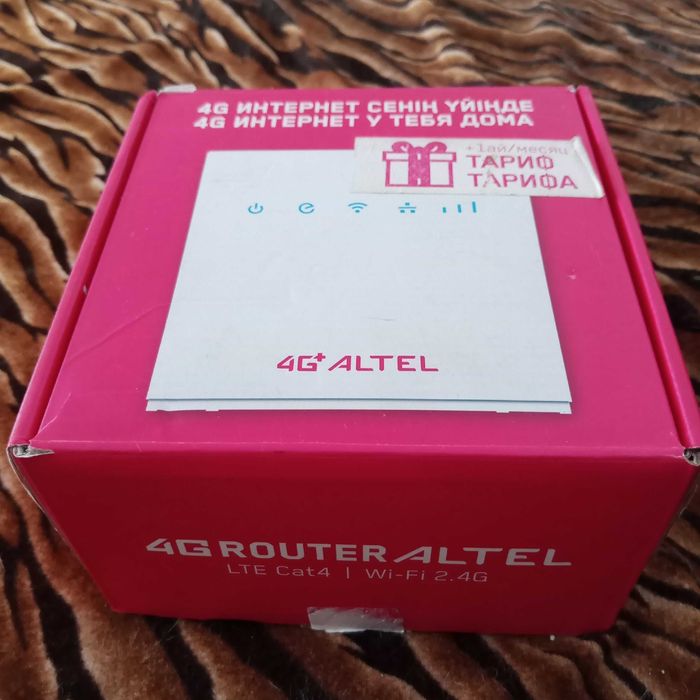 4G ИНТЕРНЕТ СЕНІҢ ҮЙІҢДЕ
4G ИНТЕРНЕТ У ТЕБЯ ДОМА
+1ай/месяц
ТАРИФ
ТАРИФА
4G+ ALTEL
4G ROUTER ALTEL
LTE Cat4 | Wi-Fi 2.4G